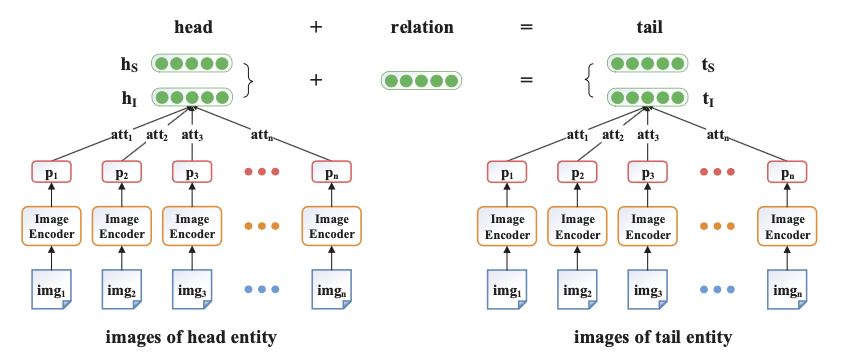 head + relation = tail
h_S t_S
+ =
h_I t_I
att_1 att_2 att_3 att_n att_1 att_2 att_3 att_n
p_1 p_2 p_3 p_n p_1 p_2 p_3 p_n
Image Image Image Image Image Image Image Image
Encoder Encoder Encoder Encoder Encoder Encoder Encoder Encoder
img_1 img_2 img_3 img_n img_1 img_2 img_3 img_n
images of head entity images of tail entity